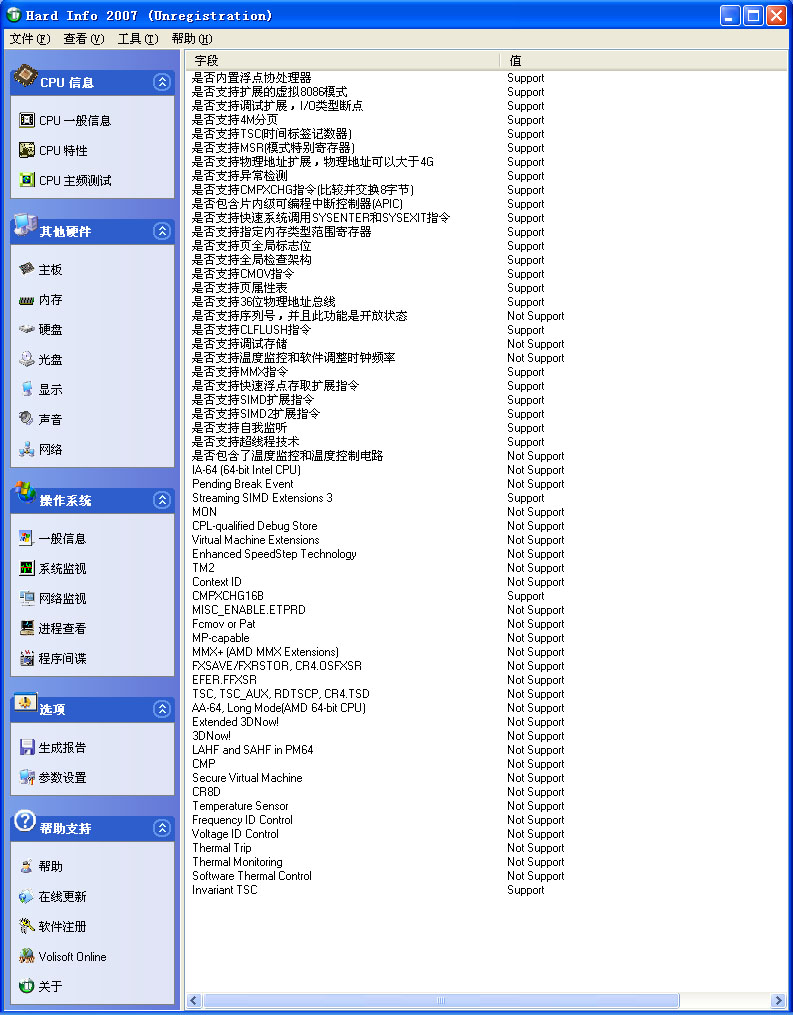 Hard Info 2007 (Unregistration)
文件(F) 查看(V) 工具(T) 帮助(H)
CPU 信息
CPU 一般信息
CPU 特性
CPU 主频测试
其他硬件
主板
内存
硬盘
光盘
显示
声音
网络
操作系统
一般信息
系统监视
网络监视
进程查看
程序间谍
选项
生成报告
参数设置
帮助支持
帮助
在线更新
软件注册
Volisoft Online
关于
字段 值
是否内置浮点协处理器 Support
是否支持扩展的虚拟8086模式 Support
是否支持调试扩展，I/O类型断点 Support
是否支持4M分页 Support
是否支持TSC(时间标签记数器) Support
是否支持MSR(模式特别寄存器) Support
是否支持物理地址扩展，物理地址可以大于4G Support
是否支持异常检测 Support
是否支持CMPXCHG指令(比较并交换8字节) Support
是否包含片内级可编程中断控制器(APIC) Support
是否支持快速系统调用SYSENTER和SYSEXIT指令 Support
是否支持指定内存类型范围寄存器 Support
是否支持页全局标志位 Support
是否支持全局检查架构 Support
是否支持CMOV指令 Support
是否支持页属性表 Support
是否支持36位物理地址总线 Support
是否支持序列号，并且此功能是开放状态 Not Support
是否支持CLFLUSH指令 Support
是否支持调试存储 Not Support
是否支持温度监控和软件调整时钟频率 Not Support
是否支持MMX指令 Support
是否支持快速浮点存取扩展指令 Support
是否支持SIMD扩展指令 Support
是否支持SIMD2扩展指令 Support
是否支持自我监听 Support
是否支持超线程技术 Support
是否包含了温度监控和温度控制电路 Not Support
IA-64 (64-bit Intel CPU) Not Support
Pending Break Event Not Support
Streaming SIMD Extensions 3 Support
MON Not Support
CPL-qualified Debug Store Not Support
Virtual Machine Extensions Not Support
Enhanced SpeedStep Technology Not Support
TM2 Not Support
Context ID Not Support
CMPXCHG16B Support
MISC_ENABLE.ETPRD Not Support
Fcmov or Pat Not Support
MP-capable Not Support
MMX+ (AMD MMX Extensions) Not Support
FXSAVE/FXRSTOR, CR4.OSFXSR Not Support
EFER.FFXSR Not Support
TSC, TSC_AUX, RDTSCP, CR4.TSD Not Support
AA-64, Long Mode(AMD 64-bit CPU) Not Support
Extended 3DNow! Not Support
3DNow! Not Support
LAHF and SAHF in PM64 Not Support
CMP Not Support
Secure Virtual Machine Not Support
CR8D Not Support
Temperature Sensor Not Support
Frequency ID Control Not Support
Voltage ID Control Not Support
Thermal Trip Not Support
Thermal Monitoring Not Support
Software Thermal Control Not Support
Invariant TSC Support